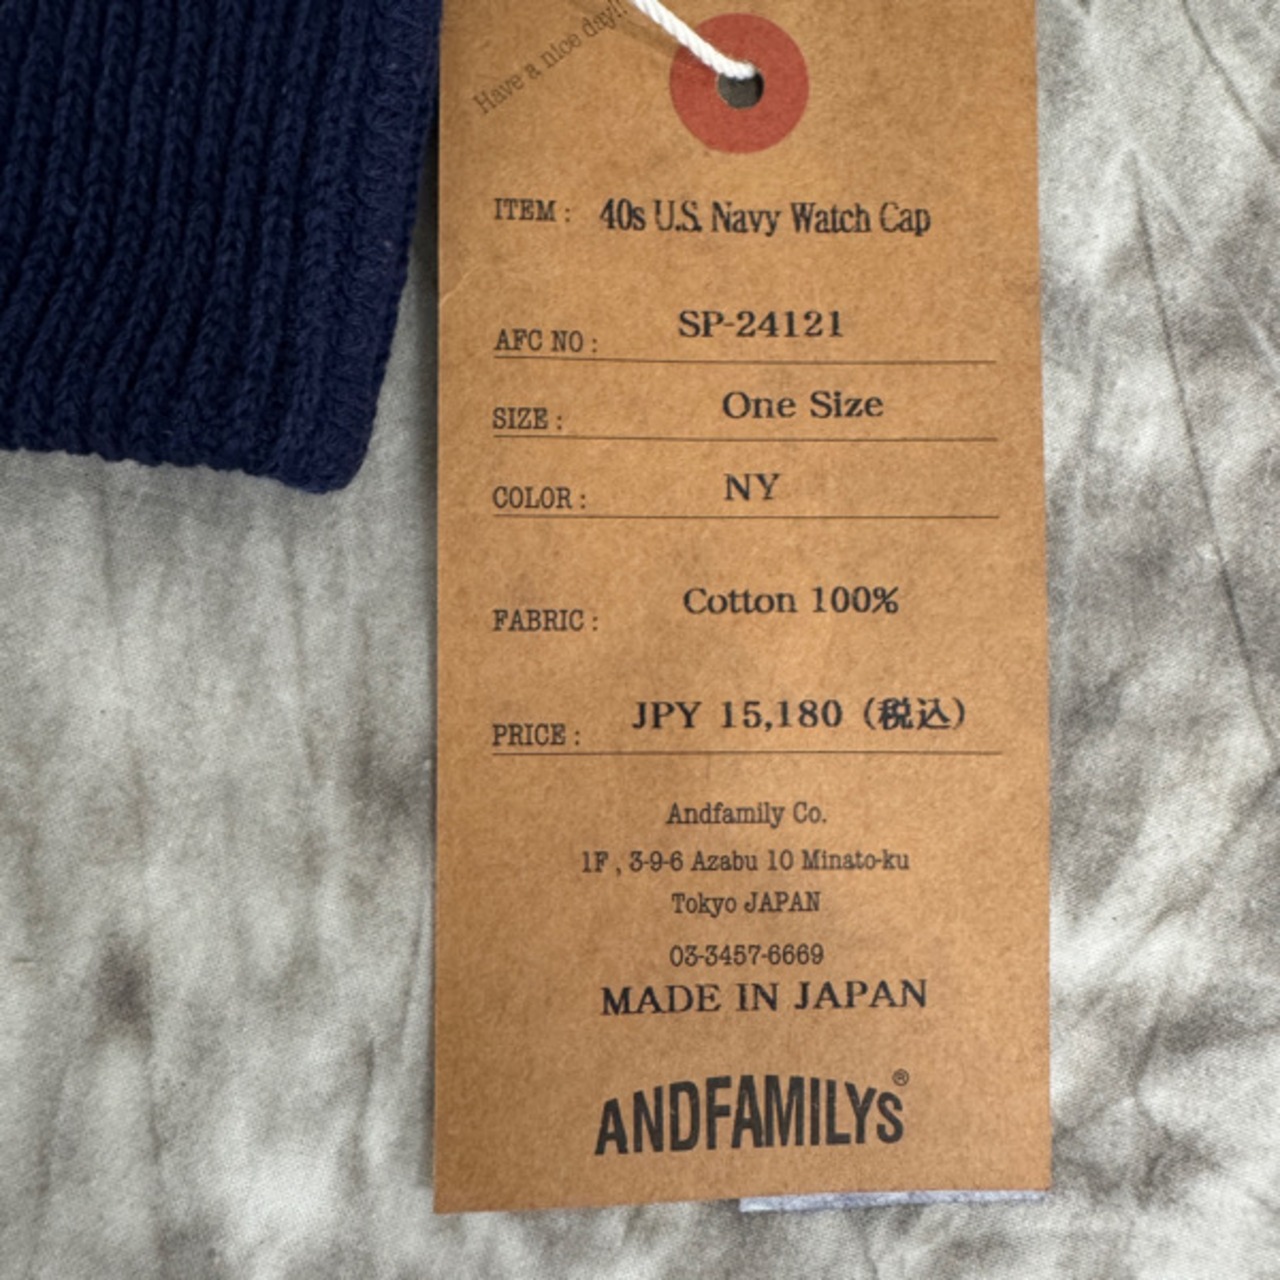 Have a nice day!!
ITEM : 40s U.S. Navy Watch Cap
AFC NO : SP-24121
SIZE : One Size
COLOR : NY
FABRIC : Cotton 100%
PRICE : JPY 15,180 (税込)
Andfamily Co.
1F , 3-9-6 Azabu 10 Minato-ku
Tokyo JAPAN
03-3457-6669
MADE IN JAPAN
ANDFAMILYS®